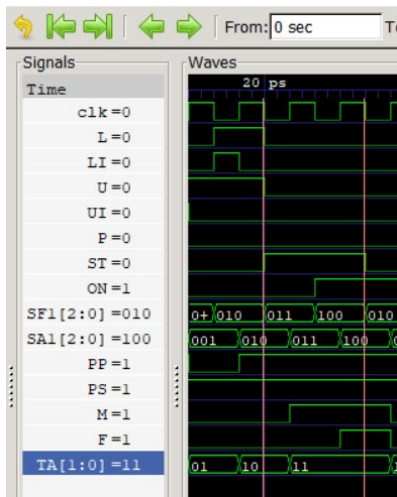 From: 0 sec T
Signals Waves
Time 20 ps
clk=0
L=0
LI=0
U=0
UI=0
P=0
ST=0
ON=1
SF1[2:0]=010 0+ 010 011 100 010
SA1[2:0]=100 001 010 011 100
PP=1
PS=1
M=1
F=1
TA[1:0]=11 01 10 11